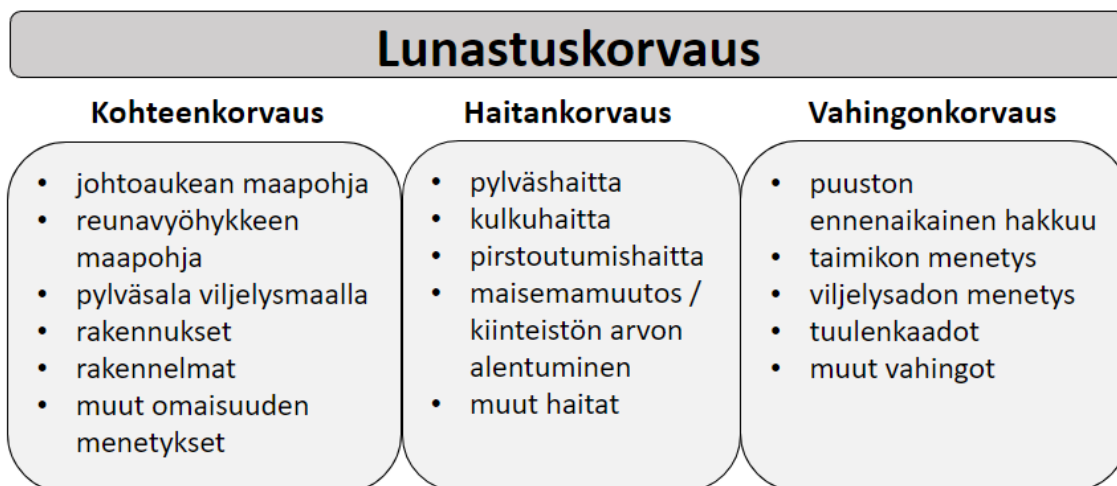 Lunastuskorvaus
Kohteenkorvaus
• johtoaukean maapohja
• reunavyöhykkeen
maapohja
• pylväsala viljelysmaalla
• rakennukset
• rakennelmat
• muut omaisuuden
menetykset
Haitankorvaus
• pylväshaitta
• kulkuhaitta
• pirstoutumishaitta
• maisemamuutos /
kiinteistön arvon
alentuminen
• muut haitat
Vahingonkorvaus
• puuston
ennenaikainen hakkuu
• taimikon menetys
• viljelysadon menetys
• tuulenkaadot
• muut vahingot